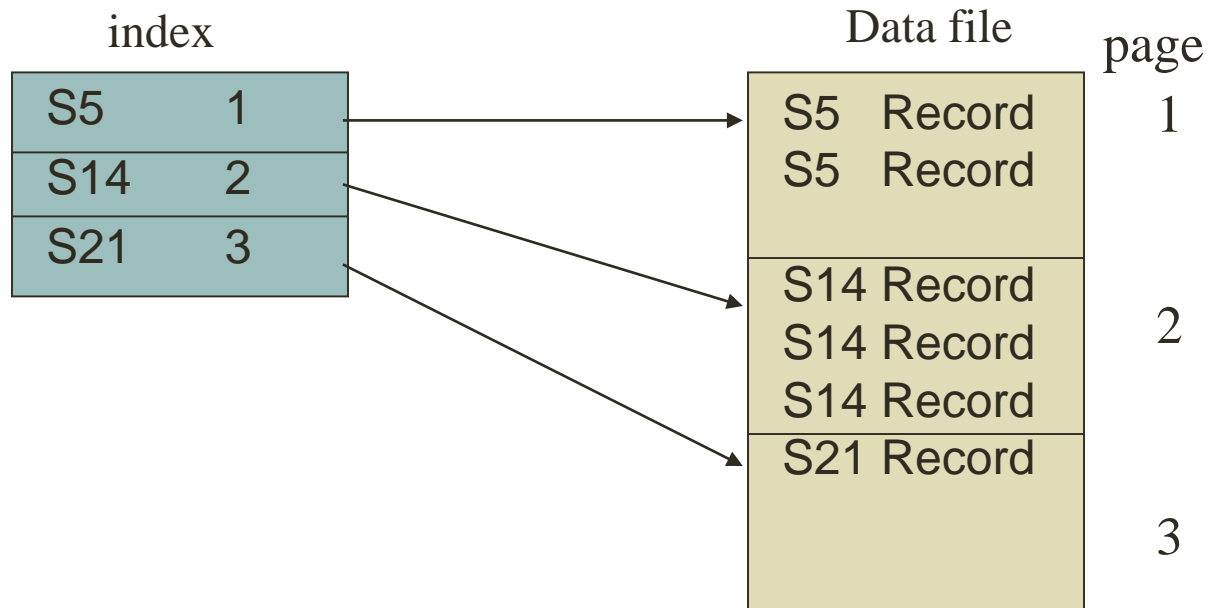 index
S5 1
S14 2
S21 3
Data file
S5 Record
S5 Record
S14 Record
S14 Record
S14 Record
S21 Record
page
1
2
3